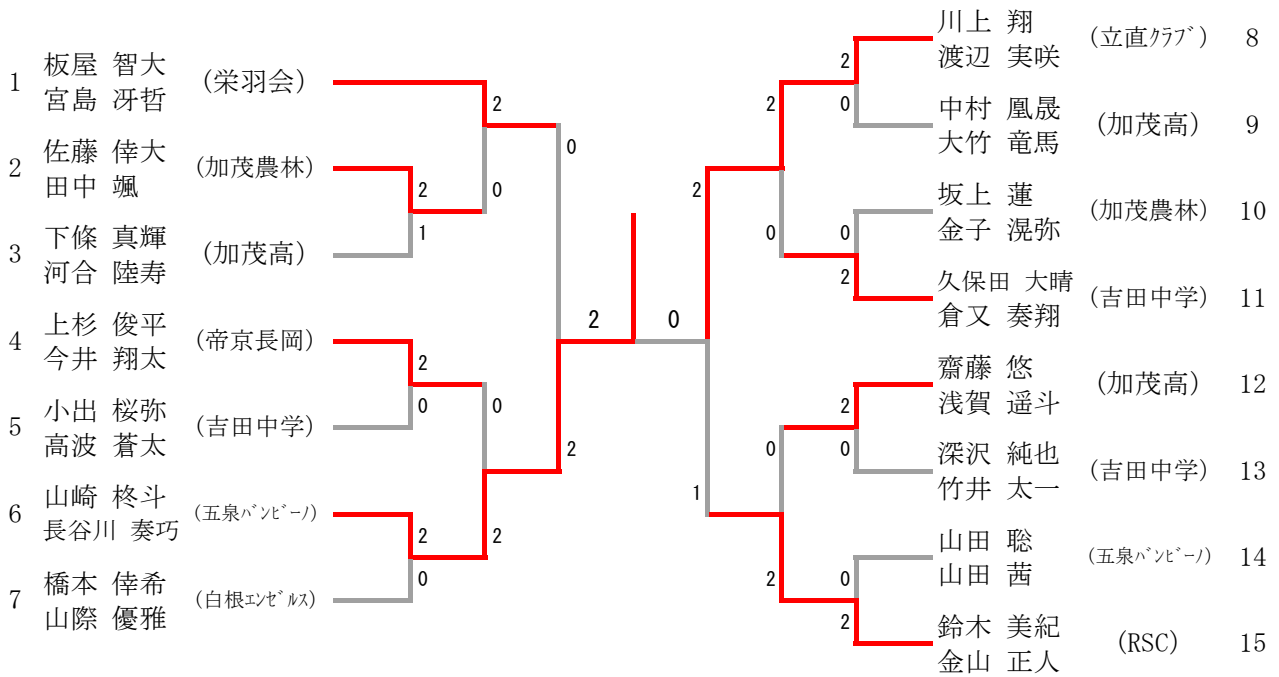 1 板屋 智大 (栄羽会)
宮島 冴哲
2 佐藤 倖大 (加茂農林)
田中 颯
3 下條 真輝 (加茂高)
河合 陸寿
4 上杉 俊平 (帝京長岡)
今井 翔太
5 小出 桜弥 (吉田中学)
高波 蒼太
6 山崎 柊斗 (五泉バンビーノ)
長谷川 奏巧
7 橋本 倖希 (白根エンゼルス)
山際 優雅
2
0
2
1
0
2
0
0
2
2
0
2
2
0
川上 翔 (立直クラブ) 8
渡辺 実咲
中村 凰晟 (加茂高) 9
大竹 竜馬
坂上 蓮 (加茂農林) 10
金子 滉弥
久保田 大晴 (吉田中学) 11
倉又 奏翔
齋藤 悠 (加茂高) 12
浅賀 遥斗
深沢 純也 (吉田中学) 13
竹井 太一
山田 聡 (五泉バンビーノ) 14
山田 茜
鈴木 美紀 (RSC) 15
金山 正人
2
0
2
0
0
2
2
1
2
0
0
2
0
2